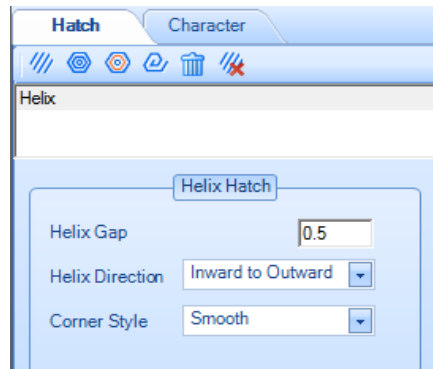 Hatch Character
Helix
Helix Hatch
Helix Gap 0.5
Helix Direction Inward to Outward
Corner Style Smooth